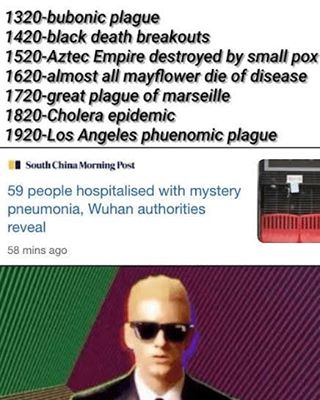 1320-bubonic plague
1420-black death breakouts
1520-Aztec Empire destroyed by small pox
1620-almost all mayflower die of disease
1720-great plague of marseille
1820-Cholera epidemic
1920-Los Angeles phuenomic plague
South China Morning Post
59 people hospitalised with mystery
pneumonia, Wuhan authorities
reveal
58 mins ago